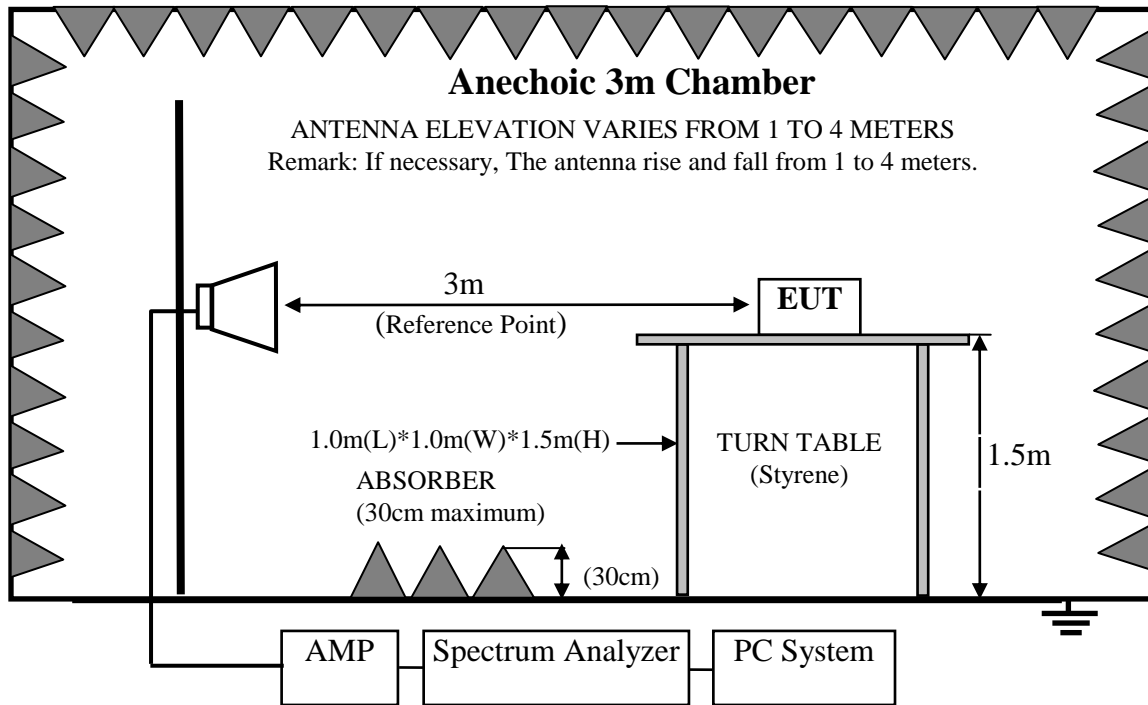 Anechoic 3m Chamber
ANTENNA ELEVATION VARIES FROM 1 TO 4 METERS
Remark: If necessary, The antenna rise and fall from 1 to 4 meters.
3m
(Reference Point)
EUT
1.0m(L)*1.0m(W)*1.5m(H)
TURN TABLE
(Styrene)
1.5m
ABSORBER
(30cm maximum)
(30cm)
AMP
Spectrum Analyzer
PC System